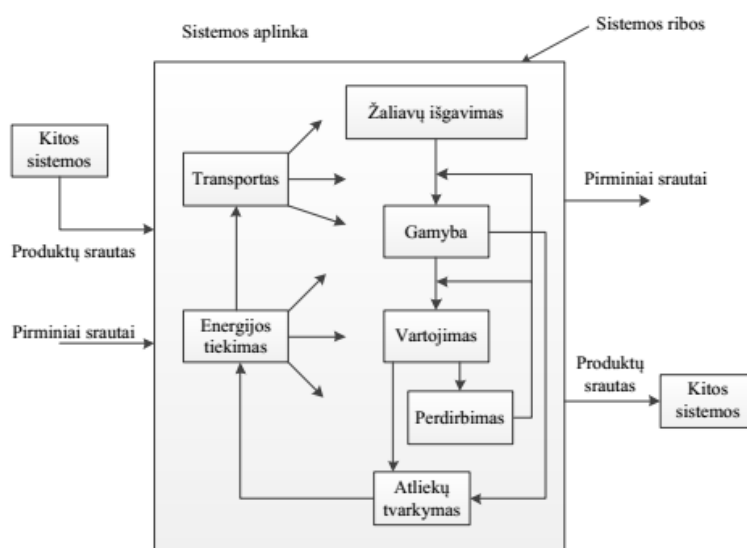 Sistemos aplinka
Sistemos ribos
Žaliavų išgavimas
Kitos
sistemos
Transportas
Pirminiai srautai
Gamyba
Produktų srautas
Pirminiai srautai
Energijos
tiekimas
Vartojimas
Produktų
srautas
Kitos
sistemos
Perdirbimas
Atliekų
tvarkymas